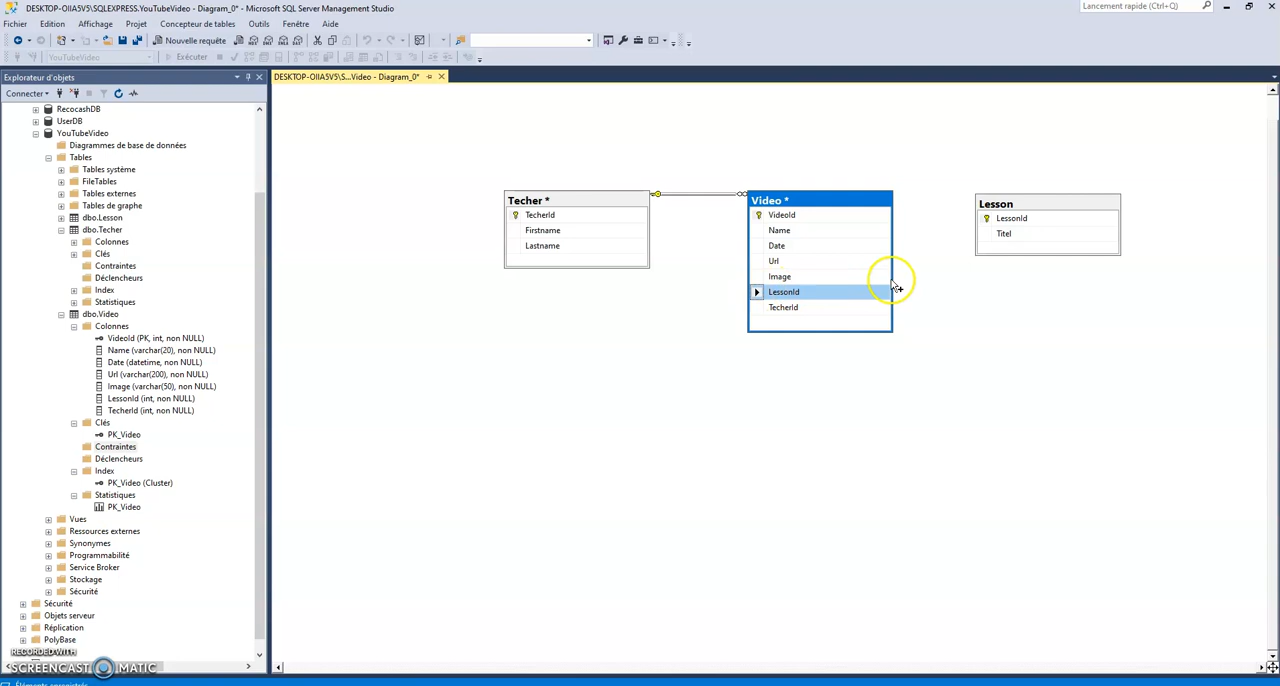 DESKTOP-OIIA5V5\SQLEXPRESS.YouTubeVideo - Diagram_0* - Microsoft SQL Server Management Studio
Lancement rapide (Ctrl+Q)
Fichier Edition Affichage Projet Concepteur de tables Outils Fenêtre Aide
Nouvelle requête
YouTubeVideo Exécuter
Explorateur d'objets
DESKTOP-OIIA5V5\S...Video - Diagram_0*
Connecter
RecocashDB
UserDB
YouTubeVideo
Diagrammes de base de données
Tables
Tables système
FileTables
Tables externes
Tables de graphe
dbo.Lesson
dbo.Techer
Colonnes
Clés
Contraintes
Déclencheurs
Index
Statistiques
dbo.Video
Colonnes
VideoId (PK, int, non NULL)
Name (varchar(20), non NULL)
Date (datetime, non NULL)
Url (varchar(200), non NULL)
Image (varchar(50), non NULL)
LessonId (int, non NULL)
TecherId (int, non NULL)
Clés
PK_Video
Contraintes
Déclencheurs
Index
PK_Video (Cluster)
Statistiques
PK_Video
Vues
Ressources externes
Synonymes
Programmabilité
Service Broker
Stockage
Sécurité
Sécurité
Objets serveur
Réplication
PolyBase
Techer *
TecherId
Firstname
Lastname
Video *
VideoId
Name
Date
Url
Image
LessonId
TecherId
Lesson
LessonId
Titel
RECORDED WITH
SCREENCAST MATIC
Éléments enregistrés